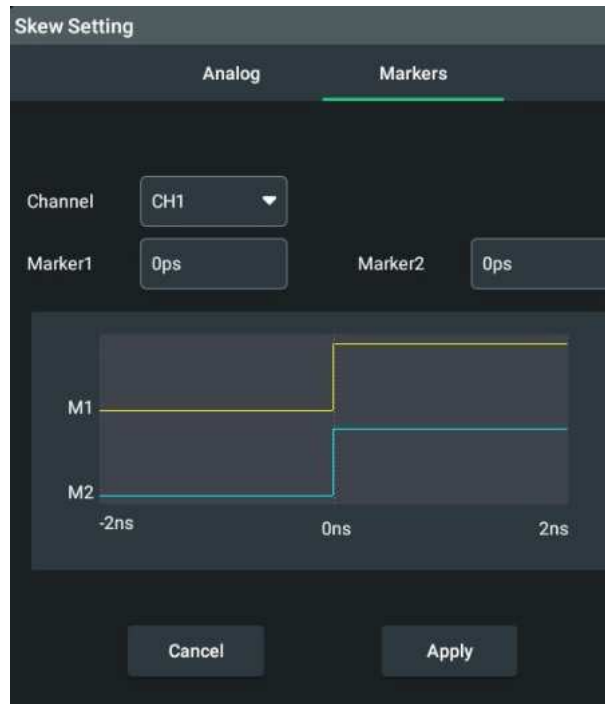 Skew Setting
Analog Markers
Channel CH1
Marker1 0ps Marker2 0ps
M1
M2
-2ns 0ns 2ns
Cancel Apply